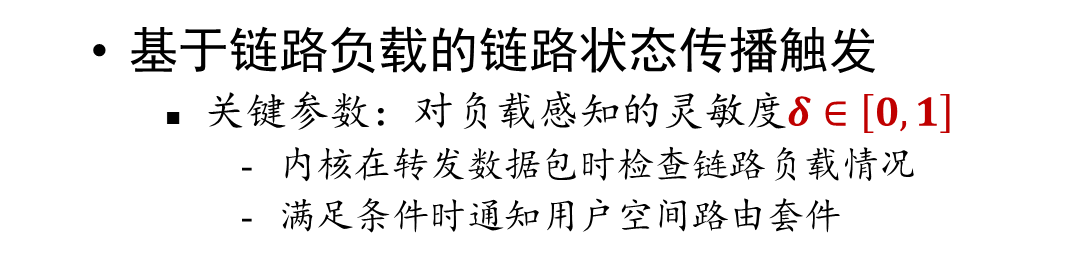 • 基于链路负载的链路状态传播触发
▪ 关键参数：对负载感知的灵敏度δ ∈ [0, 1]
- 内核在转发数据包时检查链路负载情况
- 满足条件时通知用户空间路由套件